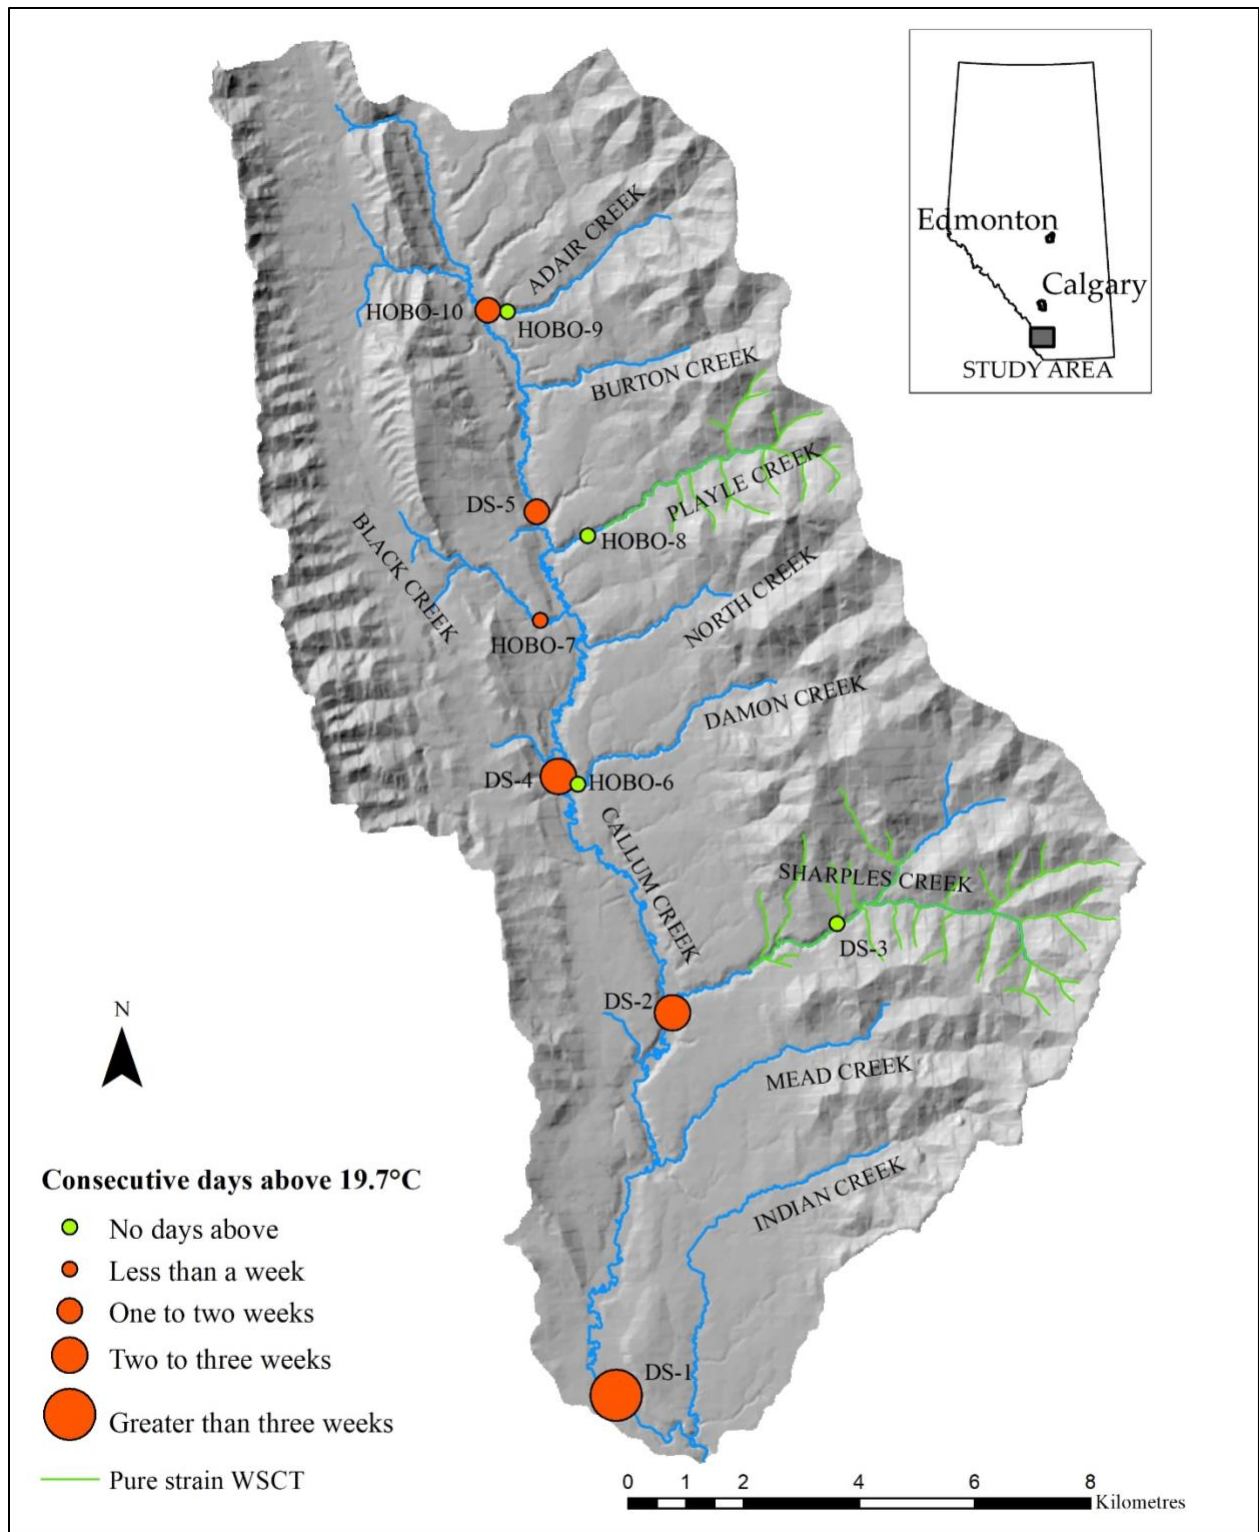 Edmonton
Calgary
STUDY AREA
ADAIR CREEK
HOBO-10
HOBO-9
BURTON CREEK
PLAYLE CREEK
DS-5
HOBO-8
BLACK CREEK
NORTH CREEK
HOBO-7
DAMON CREEK
DS-4
HOBO-6
CALLUM CREEK
SHARPLES CREEK
DS-3
DS-2
N
MEAD CREEK
INDIAN CREEK
DS-1
Consecutive days above 19.7°C
No days above
Less than a week
One to two weeks
Two to three weeks
Greater than three weeks
Pure strain WSCT
0 1 2 4 6 8
Kilometres